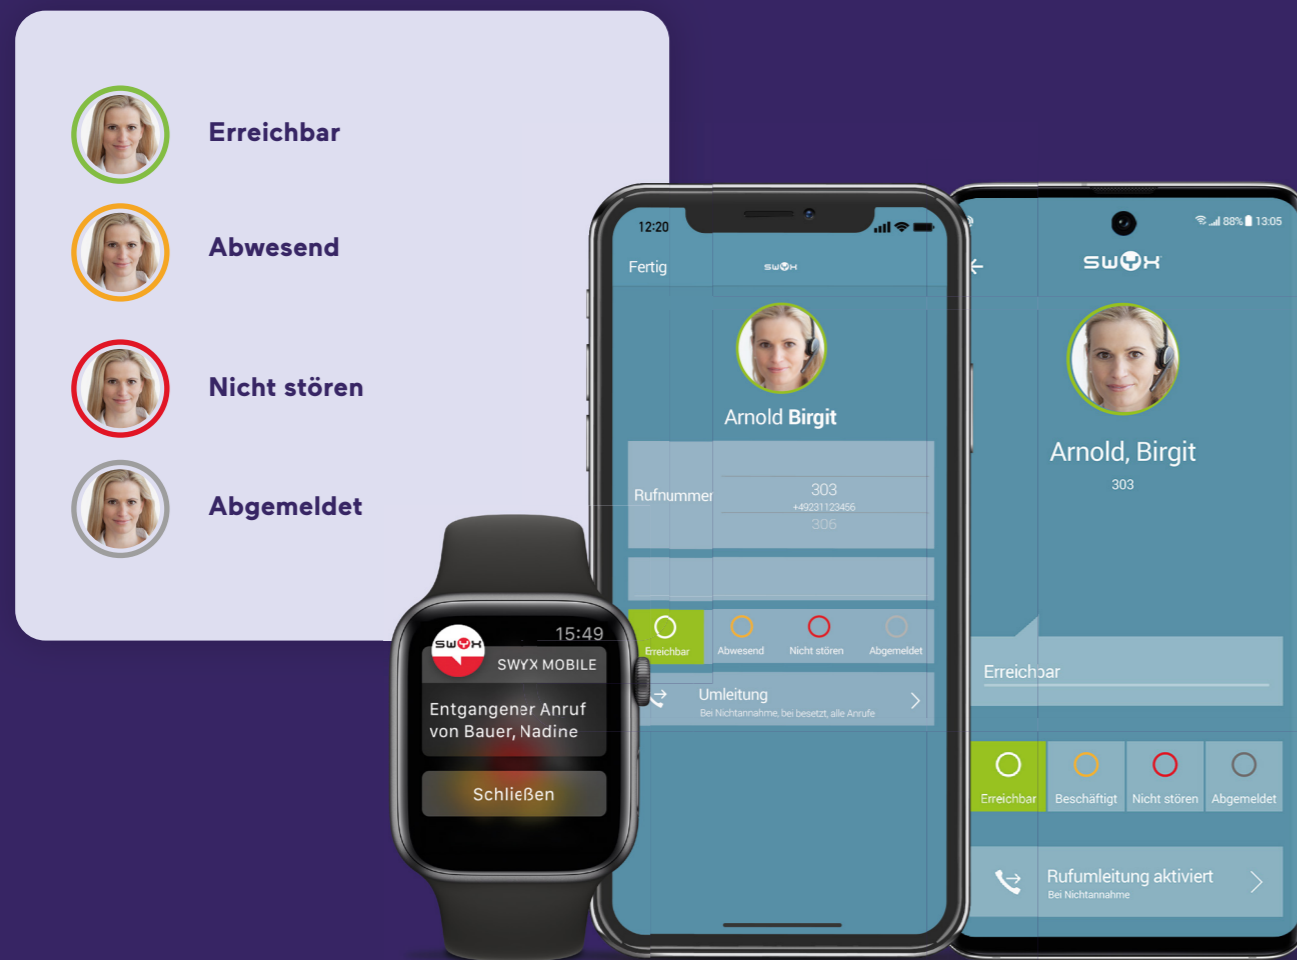 Erreichbar
Abwesend
Nicht stören
Abgemeldet
15:49
SWYX
SWYX MOBILE
Entgangener Anruf
von Bauer, Nadine
Schließen
12:20
Fertig
SWYX
Arnold Birgit
Rufnummer
303
+49231123456
306
Erreichbar
Abwesend
Nicht stören
Abgemeldet
Umleitung
Bei Nichtannahme, bei besetzt, alle Anrufe
88% 13:05
SWYX
Arnold, Birgit
303
Erreichbar
Erreichbar
Beschäftigt
Nicht stören
Abgemeldet
Rufumleitung aktiviert
Bei Nichtannahme